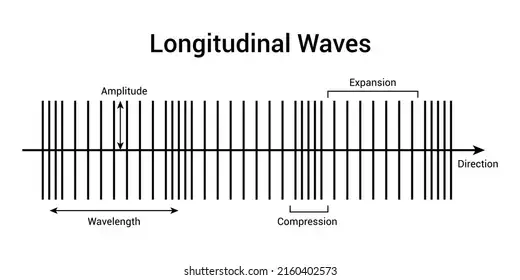 Longitudinal Waves
Expansion
Amplitude
Direction
Wavelength
Compression
shutterstock.com · 2160402573